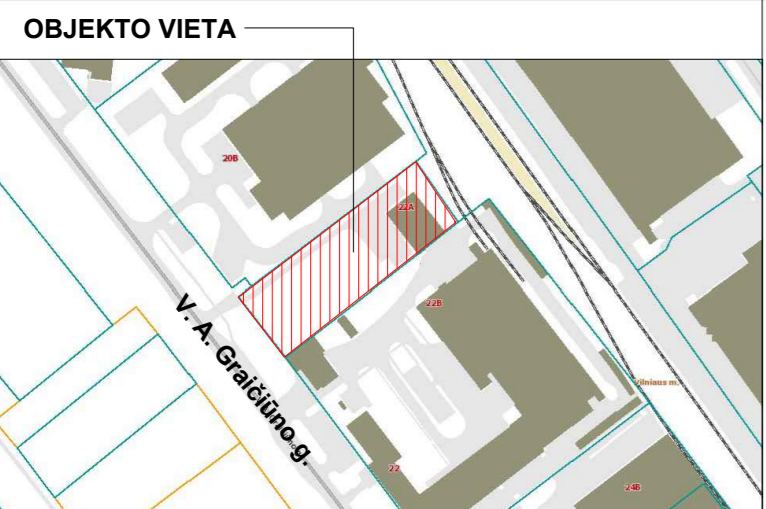 OBJEKTO VIETA
20B
22A
22B
V. A. Graičiūno g.
Vilniaus m.
22
24B